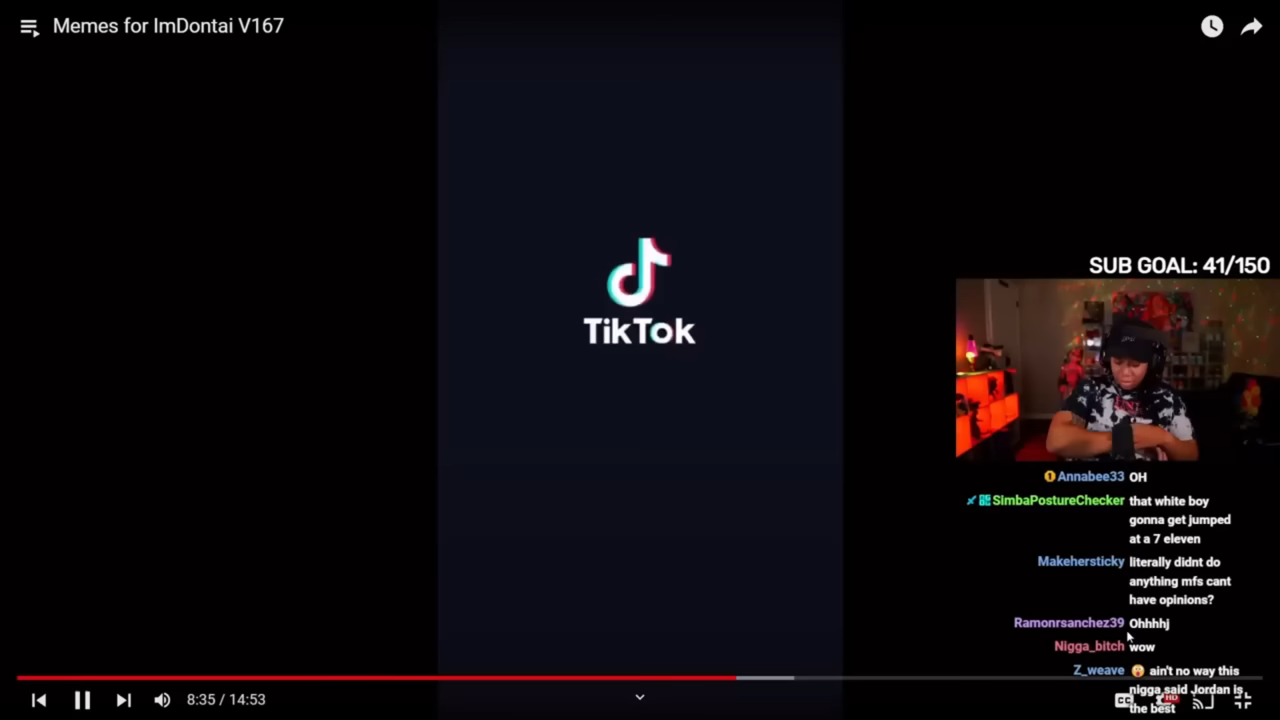 Memes for ImDontai V167
TikTok
SUB GOAL: 41/150
Annabee33 OH
SimbaPostureChecker that white boy
gonna get jumped
at a 7 eleven
Makehersticky literally didnt do
anything mfs cant
have opinions?
Ramonrsanchez39 Ohhhhj
Nigga_bitch wow
Z_weave ain't no way this
nigga said Jordan is
the best
8:35 / 14:53
CC
HD